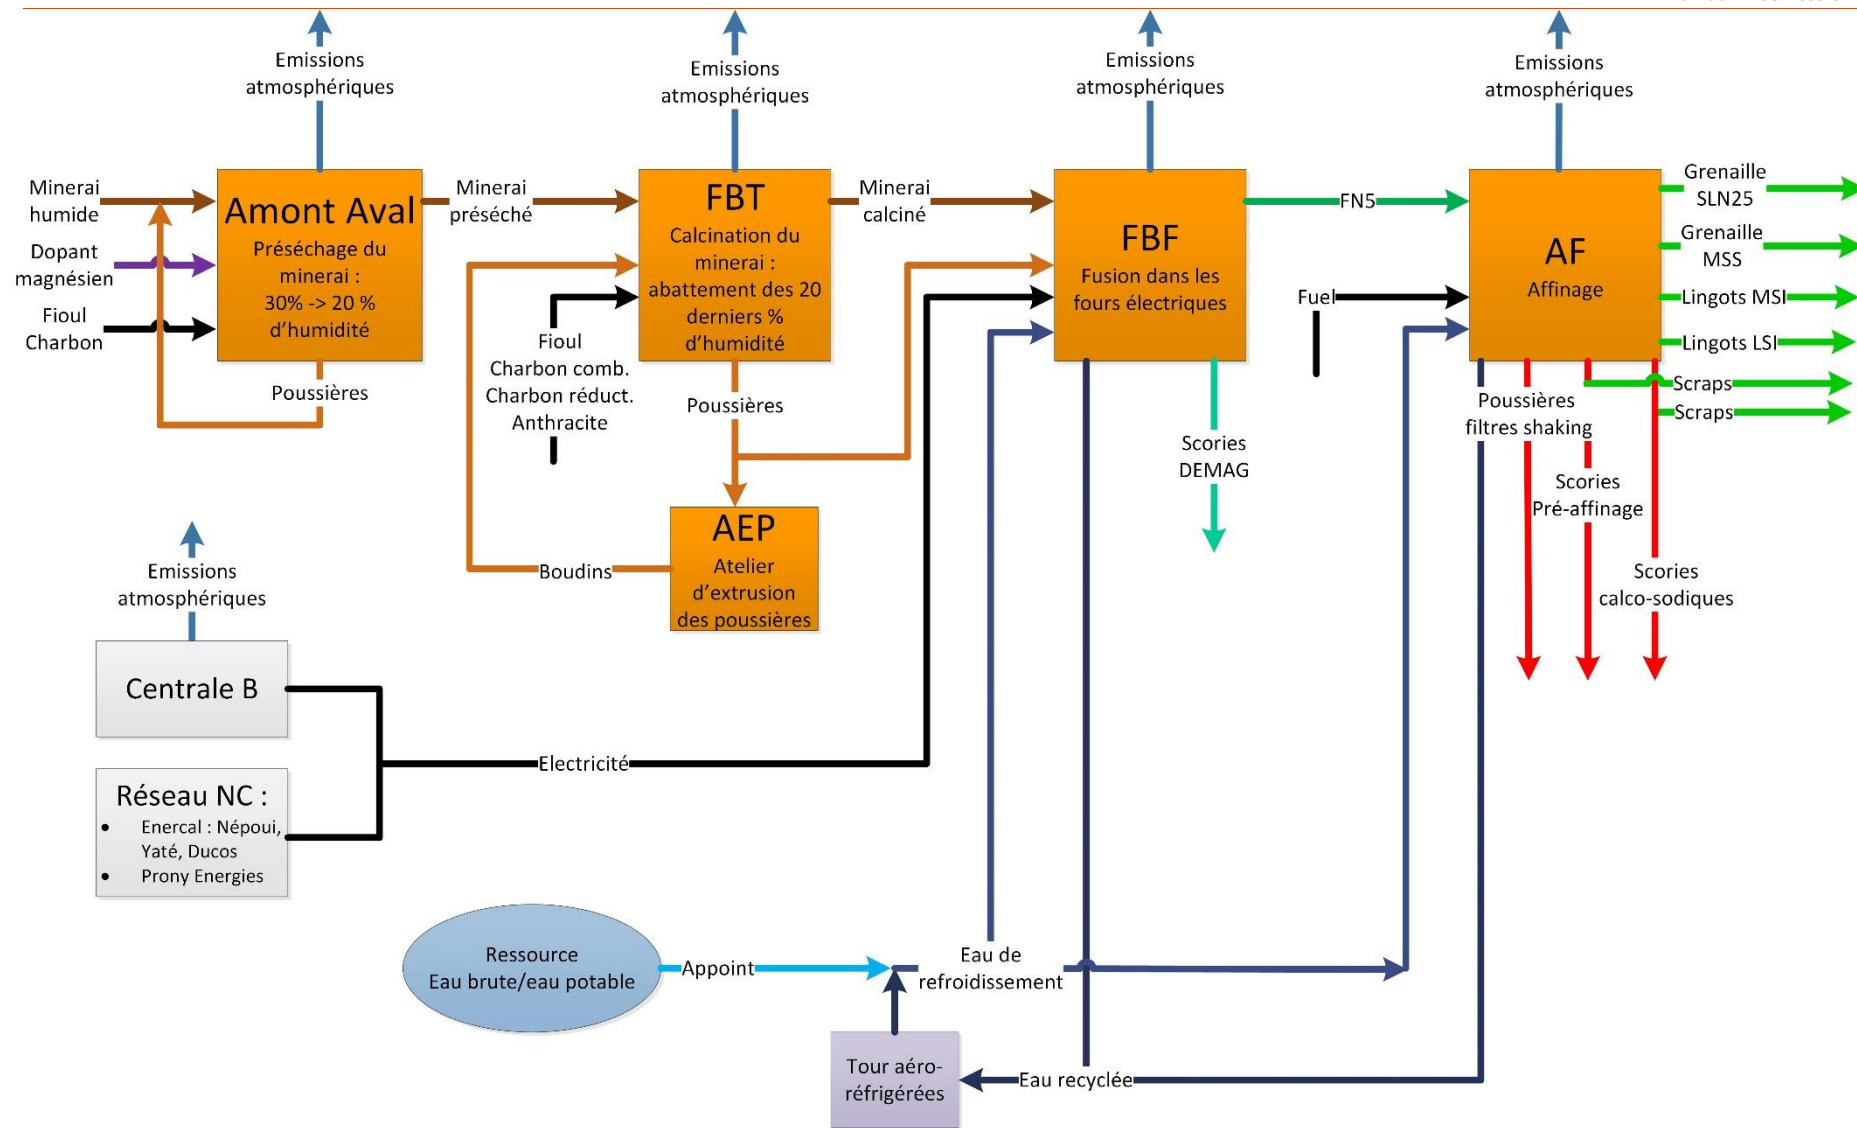 Emissions
atmosphériques
Emissions
atmosphériques
Emissions
atmosphériques
Emissions
atmosphériques
Minerai
humide
Dopant
magnésien
Fioul
Charbon
Amont Aval
Préséchage du
minerai :
30% -> 20 %
d’humidité
Poussières
Minerai
préséché
FBT
Calcination du
minerai :
abattement des 20
derniers %
d’humidité
Fioul
Charbon comb.
Charbon réduct.
Anthracite
Poussières
AEP
Atelier
d’extrusion
des poussières
Boudins
Minerai
calciné
FBF
Fusion dans les
fours électriques
Scories
DEMAG
FN5
Fuel
AF
Affinage
Grenaille
SLN25
Grenaille
MSS
Lingots MSI
Lingots LSI
Scraps
Scraps
Poussières
filtres shaking
Scories
Pré-affinage
Scories
calco-sodiques
Emissions
atmosphériques
Centrale B
Réseau NC :
• Enercal : Népoui,
Yaté, Ducos
• Prony Energies
Electricité
Ressource
Eau brute/eau potable
Appoint
Eau de
refroidissement
Tour aéro-
réfrigérées
Eau recyclée